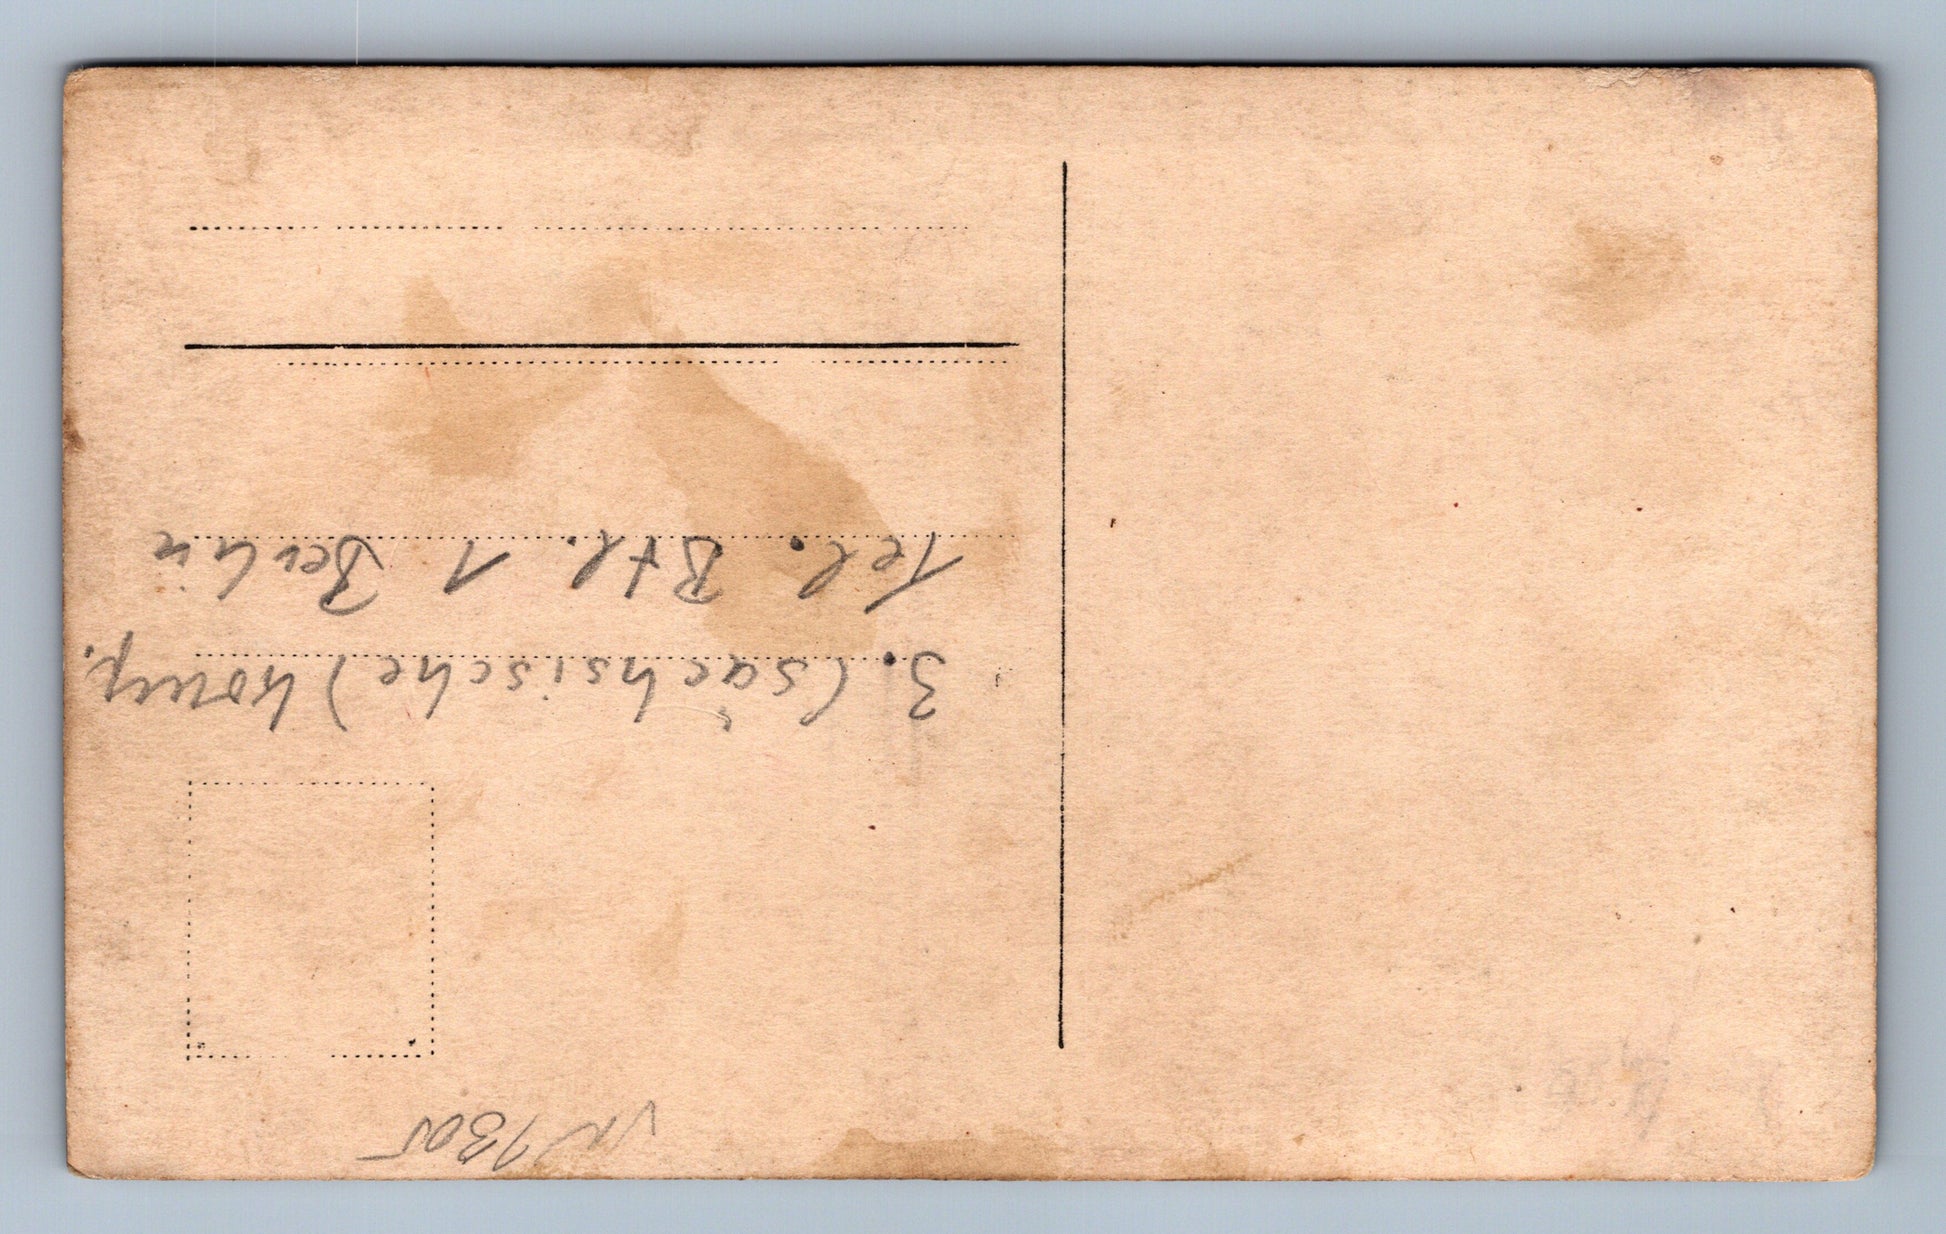 3. (sächsische) Komp.
Tel. Btl. 1 Berlin